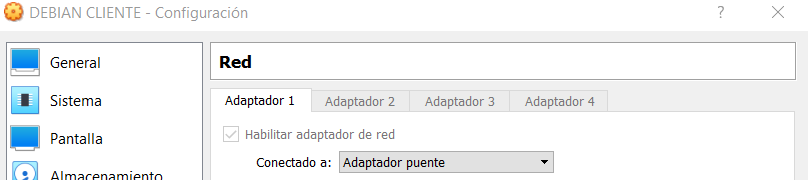 DEBIAN CLIENTE - Configuración
?
General
Sistema
Pantalla
Almacenamiento
Red
Adaptador 1
Adaptador 2
Adaptador 3
Adaptador 4
Habilitar adaptador de red
Conectado a: Adaptador puente